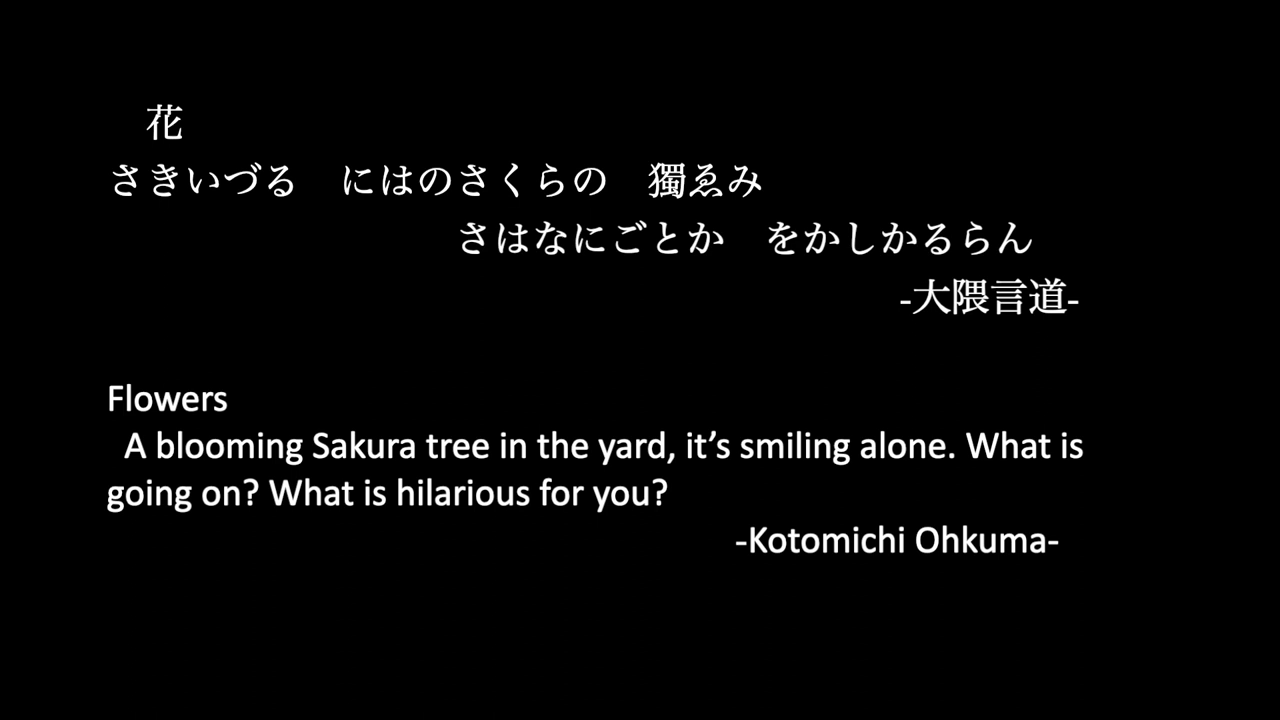 花
さきいづる　にはのさくらの　獨ゑみ
さはなにごとか　をかしかるらん
-大隈言道-
Flowers
A blooming Sakura tree in the yard, it’s smiling alone. What is
going on? What is hilarious for you?
-Kotomichi Ohkuma-